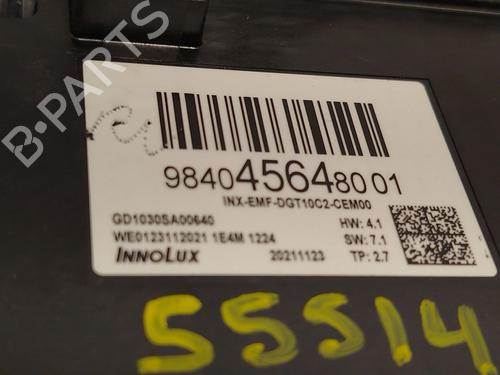 B-PARTS
9840456480 01
INX-EMF-DGT10C2-CEM00
GD1030SA00640
HW: 4.1
WE0123112021 1E4M 1224
SW: 7.1
INNOLUX
20211123
TP: 2.7
55514